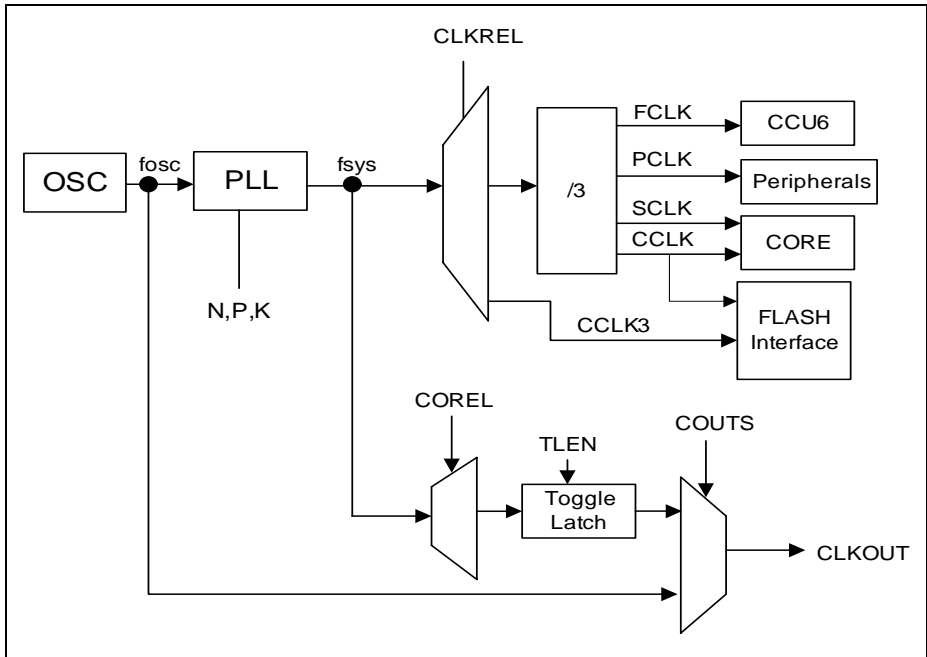 CLKREL
FCLK
CCU6
fosc
fsys
PCLK
OSC
PLL
/3
Peripherals
SCLK
CCLK
CORE
N,P,K
CCLK3
FLASH
Interface
COREL
COUTS
TLEN
Toggle
Latch
CLKOUT